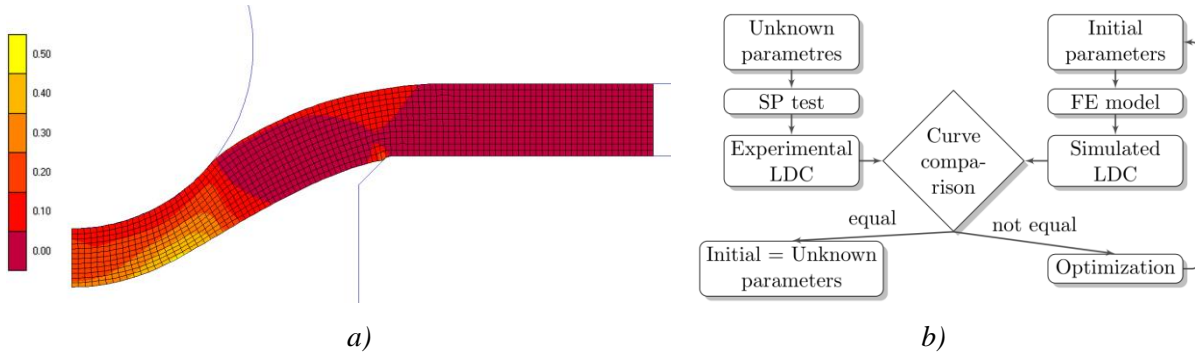 0.50
0.40
0.30
0.20
0.10
0.00
a)
Unknown
parametres
SP test
Experimental
LDC
Curve
compa-
rison
Initial
parameters
FE model
Simulated
LDC
equal
not equal
Initial = Unknown
parameters
Optimization
b)